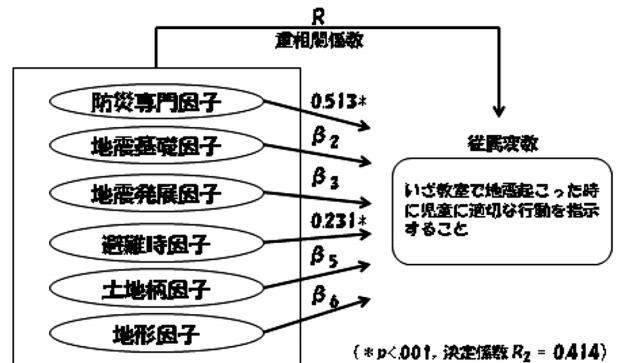 R
重相関係数
防災専門因子
0.513*
地震基礎因子
β2
地震発展因子
β3
避難時因子
0.231*
土地柄因子
β5
地形因子
β6
従属変数
いざ教室で地震起こった時
に児童に適切な行動を指示
すること
(*p<.001, 決定係数R2 = 0.414)